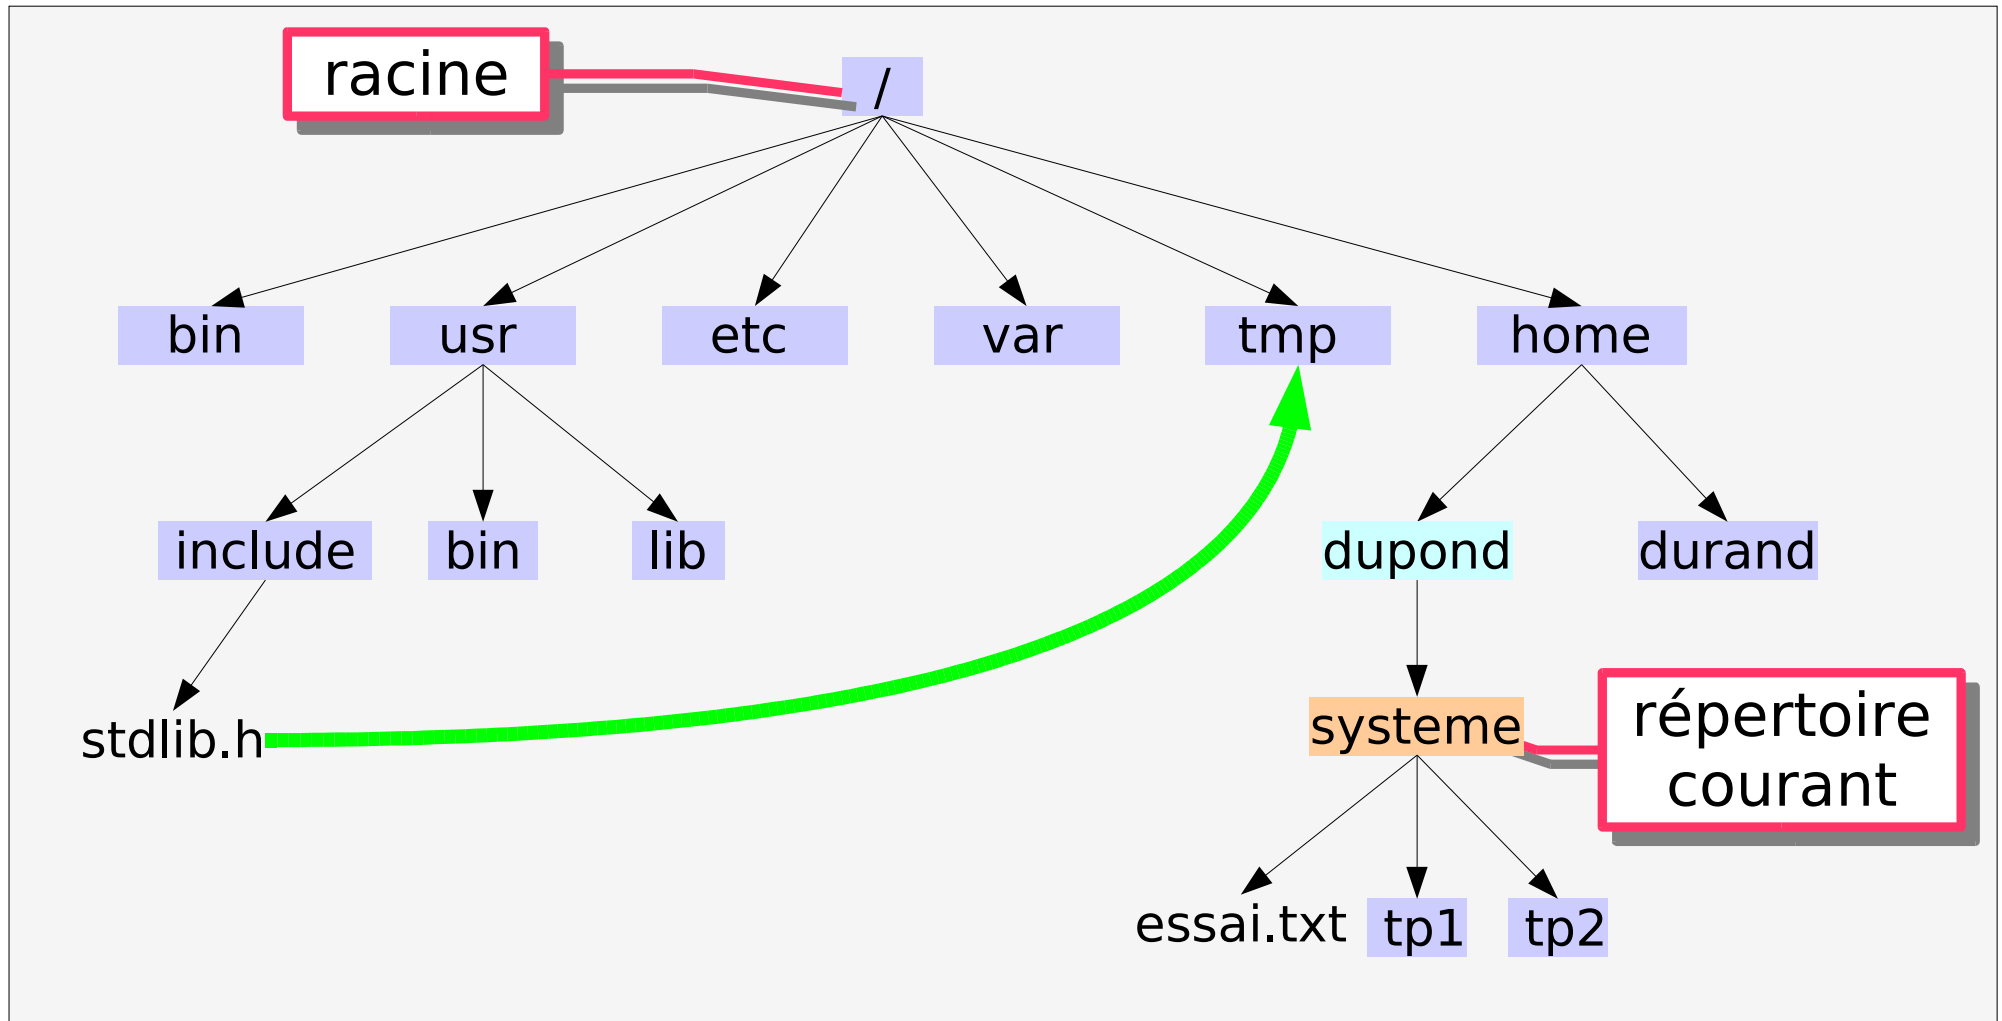 racine
/
bin
usr
etc
var
tmp
home
include
bin
lib
dupond
durand
stdlib.h
systeme
répertoire
courant
essai.txt
tp1
tp2